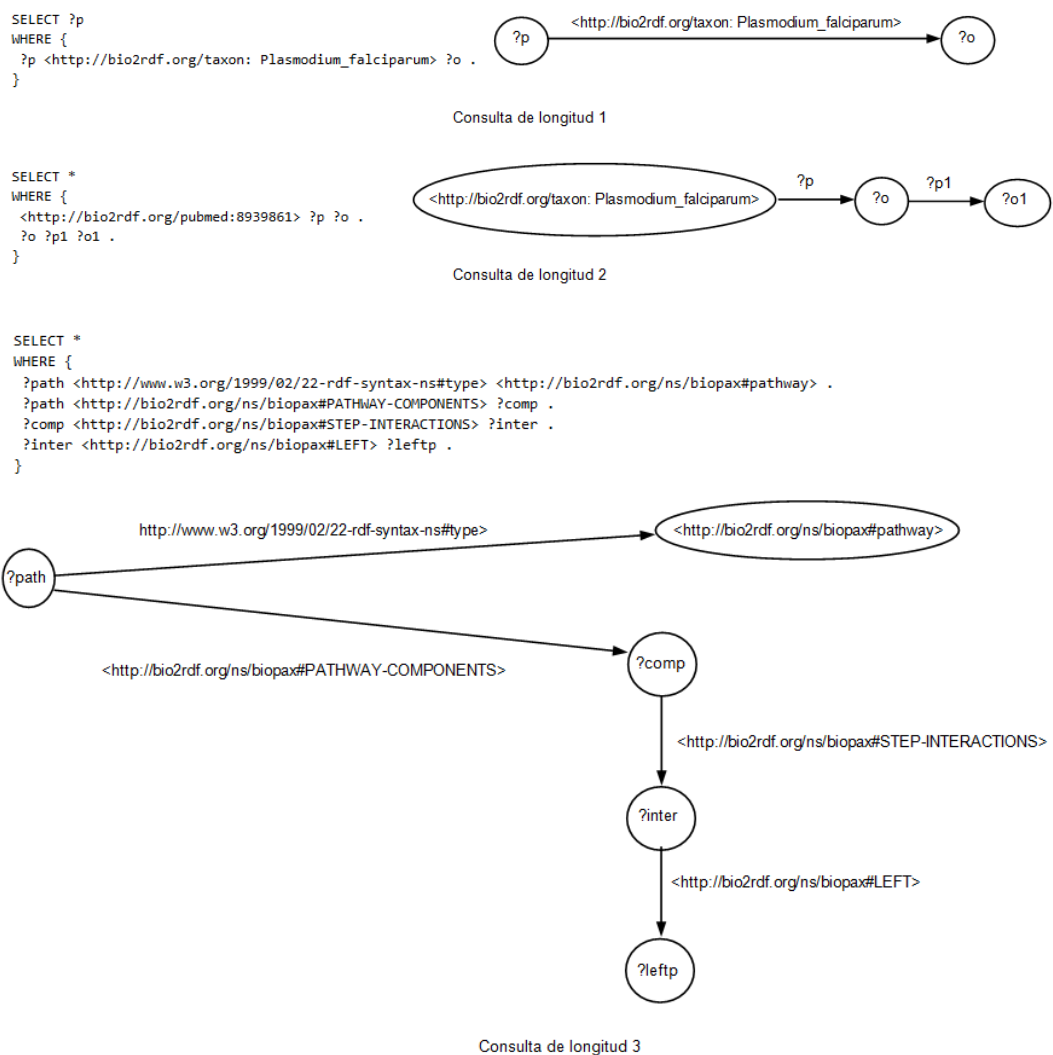 SELECT ?p
WHERE {
?p <http://bio2rdf.org/taxon: Plasmodium_falciparum> ?o .
}
?p
<http://bio2rdf.org/taxon: Plasmodium_falciparum>
?o
Consulta de longitud 1
SELECT *
WHERE {
<http://bio2rdf.org/pubmed:8939861> ?p ?o .
?o ?p1 ?o1 .
}
<http://bio2rdf.org/taxon: Plasmodium_falciparum>
?p
?o
?p1
?o1
Consulta de longitud 2
SELECT *
WHERE {
?path <http://www.w3.org/1999/02/22-rdf-syntax-ns#type> <http://bio2rdf.org/ns/biopax#pathway> .
?path <http://bio2rdf.org/ns/biopax#PATHWAY-COMPONENTS> ?comp .
?comp <http://bio2rdf.org/ns/biopax#STEP-INTERACTIONS> ?inter .
?inter <http://bio2rdf.org/ns/biopax#LEFT> ?leftp .
}
http://www.w3.org/1999/02/22-rdf-syntax-ns#type>
<http://bio2rdf.org/ns/biopax#pathway>
?path
<http://bio2rdf.org/ns/biopax#PATHWAY-COMPONENTS>
?comp
<http://bio2rdf.org/ns/biopax#STEP-INTERACTIONS>
?inter
<http://bio2rdf.org/ns/biopax#LEFT>
?leftp
Consulta de longitud 3